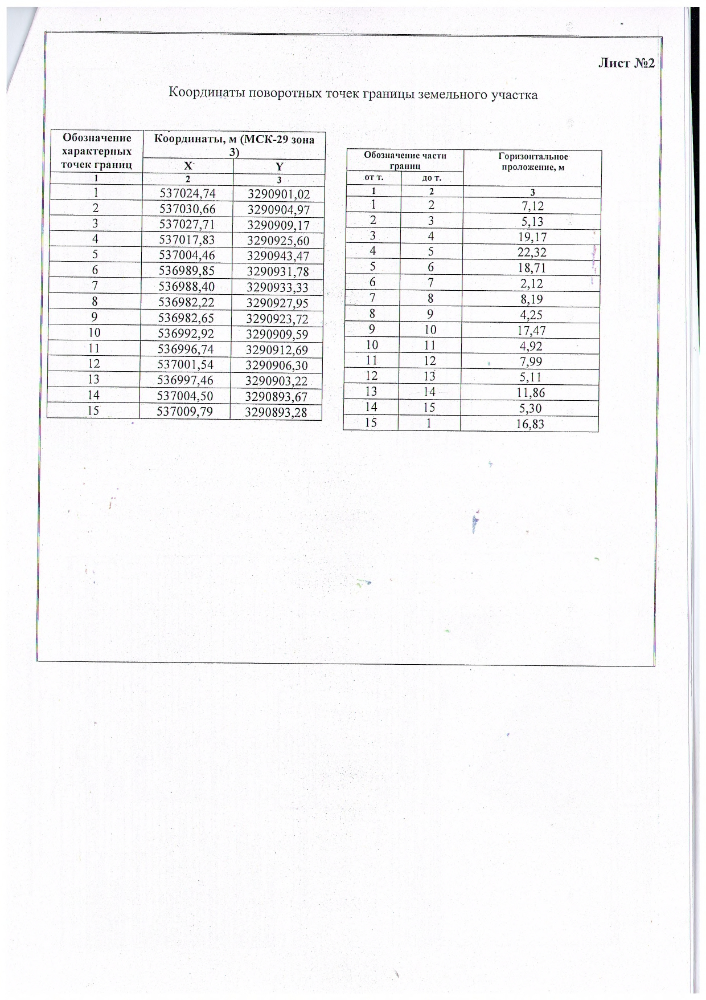 Лист №2
Координаты поворотных точек границы земельного участка
Обозначение характерных точек границ
Координаты, м (МСК-29 зона 3)
X Y
1 2 3
1 537024,74 3290901,02
2 537030,66 3290904,97
3 537027,71 3290909,17
4 537017,83 3290925,60
5 537004,46 3290943,47
6 536989,85 3290931,78
7 536988,40 3290933,33
8 536982,22 3290927,95
9 536982,65 3290923,72
10 536992,92 3290909,59
11 536996,74 3290912,69
12 537001,54 3290906,30
13 536997,46 3290903,22
14 537004,50 3290893,67
15 537009,79 3290893,28
Обозначение части границ
Горизонтальное проложение, м
от т. до т.
1 2 3
1 2 7,12
2 3 5,13
3 4 19,17
4 5 22,32
5 6 18,71
6 7 2,12
7 8 8,19
8 9 4,25
9 10 17,47
10 11 4,92
11 12 7,99
12 13 5,11
13 14 11,86
14 15 5,30
15 1 16,83